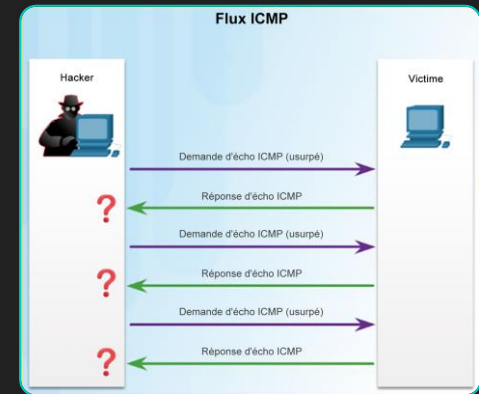 Flux ICMP
Hacker
Victime
Demande d'écho ICMP (usurpé)
Réponse d'écho ICMP
?
Demande d'écho ICMP (usurpé)
Réponse d'écho ICMP
?
Demande d'écho ICMP (usurpé)
Réponse d'écho ICMP
?